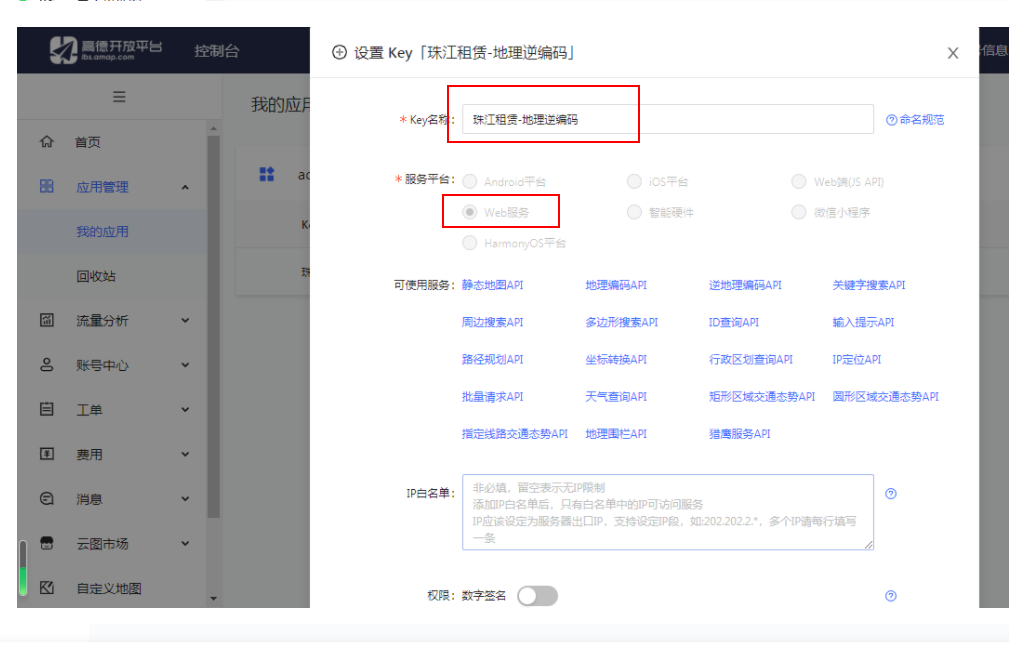 高德开放平台
lbs.amap.com
控制台
设置 Key「珠江租赁-地理逆编码」
信息
我的应用
首页
应用管理
我的应用
回收站
流量分析
账号中心
工单
费用
消息
云图市场
自定义地图
*Key名称: 珠江租赁-地理逆编码
命名规范
*服务平台: Android平台 iOS平台 Web端(JS API)
Web服务 智能硬件 微信小程序
HarmonyOS平台
可使用服务: 静态地图API 地理编码API 逆地理编码API 关键字搜索API
周边搜索API 多边形搜索API ID查询API 输入提示API
路径规划API 坐标转换API 行政区划查询API IP定位API
批量请求API 天气查询API 矩形区域交通态势API 圆形区域交通态势API
指定线路交通态势API 地理围栏API 猎鹰服务API
IP白名单: 非必填，留空表示无IP限制
添加IP白名单后，只有白名单中的IP可访问服务
IP应该设定为服务器出口IP，支持设定IP段，如:202.202.2.*，多个IP请每行填写
一条
权限: 数字签名